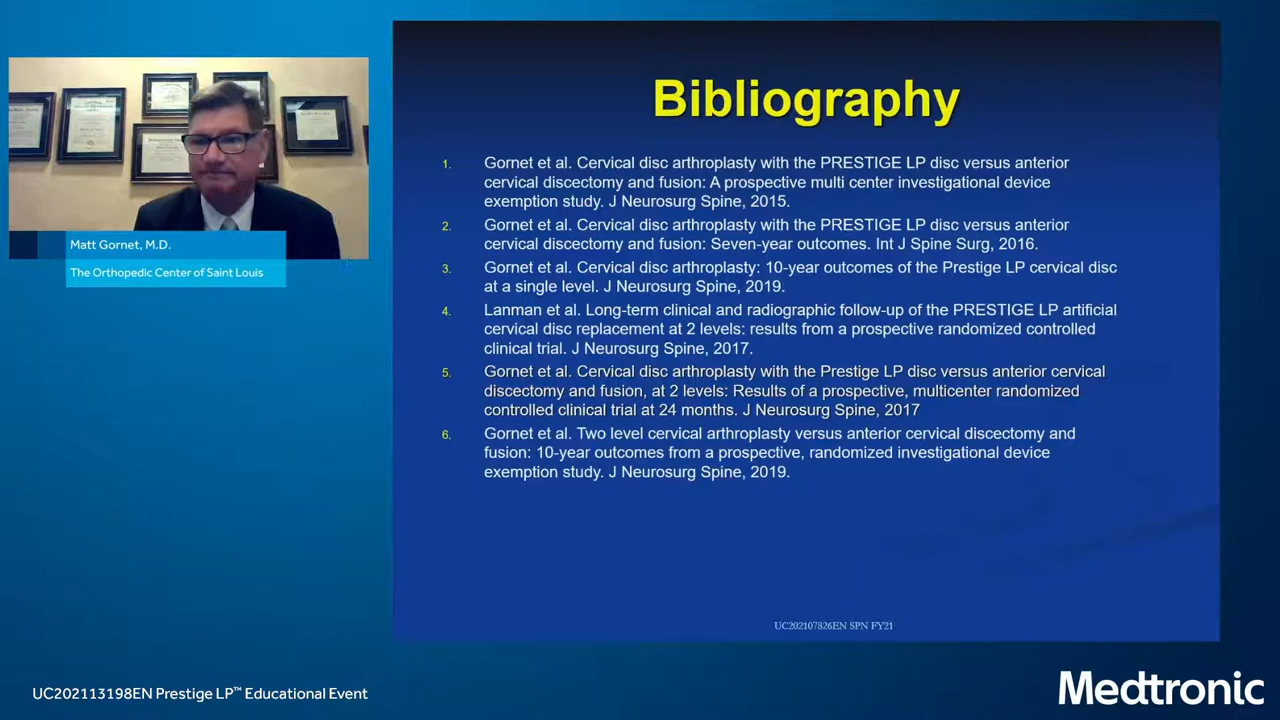 Matt Gornet, M.D.
The Orthopedic Center of Saint Louis
Bibliography
1. Gornet et al. Cervical disc arthroplasty with the PRESTIGE LP disc versus anterior
cervical discectomy and fusion: A prospective multi center investigational device
exemption study. J Neurosurg Spine, 2015.
2. Gornet et al. Cervical disc arthroplasty with the PRESTIGE LP disc versus anterior
cervical discectomy and fusion: Seven-year outcomes. Int J Spine Surg, 2016.
3. Gornet et al. Cervical disc arthroplasty: 10-year outcomes of the Prestige LP cervical disc
at a single level. J Neurosurg Spine, 2019.
4. Lanman et al. Long-term clinical and radiographic follow-up of the PRESTIGE LP artificial
cervical disc replacement at 2 levels: results from a prospective randomized controlled
clinical trial. J Neurosurg Spine, 2017.
5. Gornet et al. Cervical disc arthroplasty with the Prestige LP disc versus anterior cervical
discectomy and fusion, at 2 levels: Results of a prospective, multicenter randomized
controlled clinical trial at 24 months. J Neurosurg Spine, 2017
6. Gornet et al. Two level cervical arthroplasty versus anterior cervical discectomy and
fusion: 10-year outcomes from a prospective, randomized investigational device
exemption study. J Neurosurg Spine, 2019.
UC202107826EN SPN FY21
UC202113198EN Prestige LP™ Educational Event
Medtronic